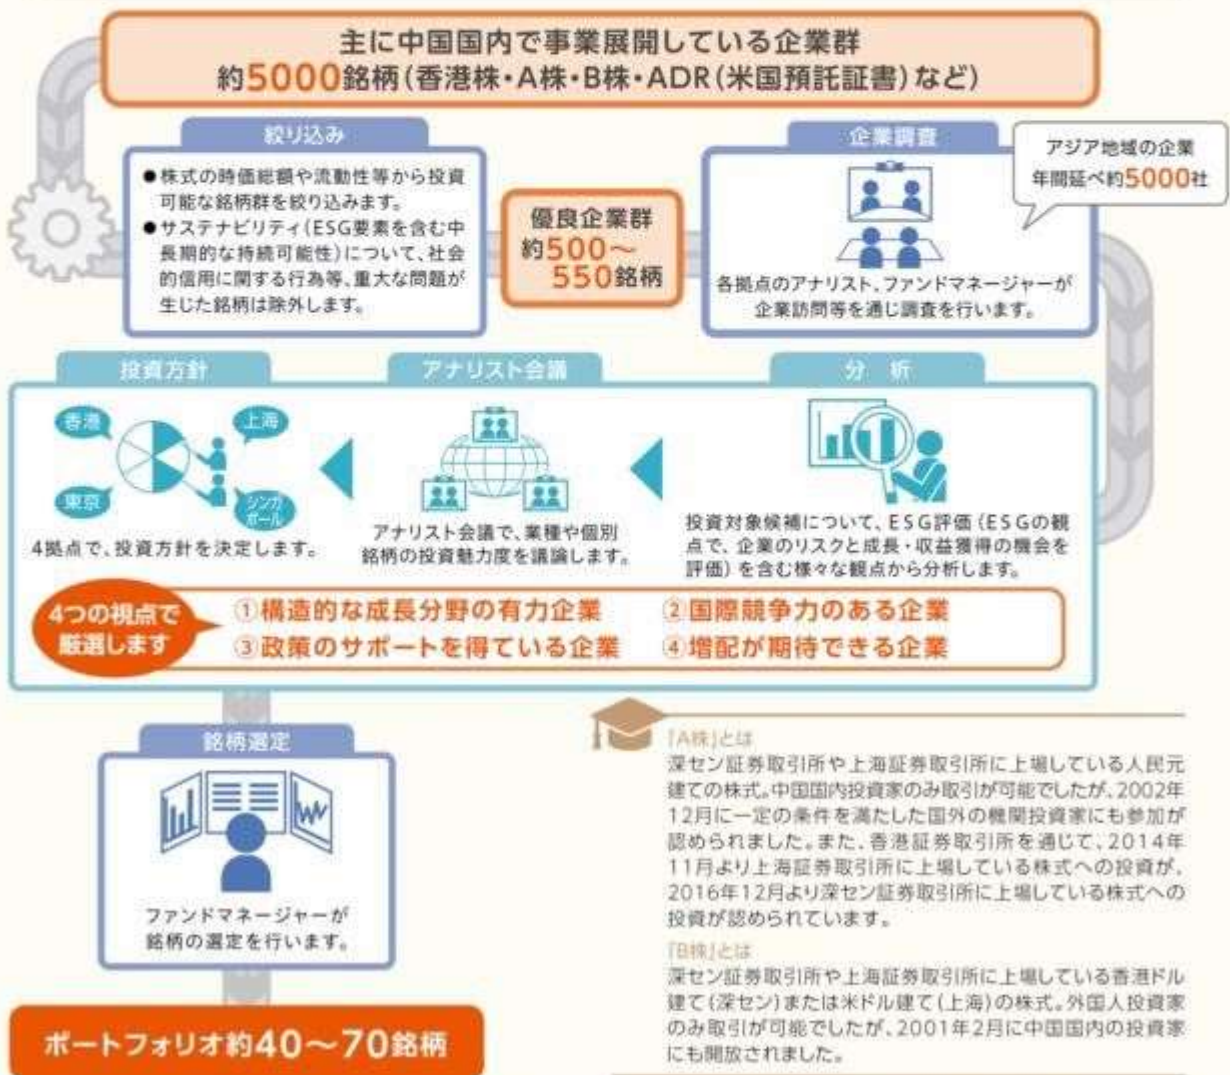 主に中国国内で事業展開している企業群
約5000銘柄(香港株・A株・B株・ADR(米国預託証書)など)
絞り込み
●株式の時価総額や流動性等から投資
可能な銘柄群を絞り込みます。
●サステナビリティ(ESG要素を含む中
長期的な持続可能性)について、社会
的信用に関する行為等、重大な問題が
生じた銘柄は除外します。
優良企業群
約500～
550銘柄
企業調査
アジア地域の企業
年間延べ約5000社
各拠点のアナリスト、ファンドマネージャーが
企業訪問等を通じ調査を行います。
投資方針
香港
上海
東京
シンガ
ポール
4拠点で、投資方針を決定します。
アナリスト会議
アナリスト会議で、業種や個別
銘柄の投資魅力度を議論します。
分 析
投資対象候補について、ESG評価(ESGの観
点で、企業のリスクと成長・収益獲得の機会を
評価)を含む様々な観点から分析します。
4つの視点で
厳選します
①構造的な成長分野の有力企業 ②国際競争力のある企業
③政策のサポートを得ている企業 ④増配が期待できる企業
銘柄選定
ファンドマネージャーが
銘柄の選定を行います。
ポートフォリオ約40～70銘柄
「A株」とは
深セン証券取引所や上海証券取引所に上場している人民元
建ての株式。中国国内投資家のみ取引が可能でしたが、2002年
12月に一定の条件を満たした国外の機関投資家にも参加が
認められました。また、香港証券取引所を通じて、2014年
11月より上海証券取引所に上場している株式への投資が、
2016年12月より深セン証券取引所に上場している株式への
投資が認められています。
「B株」とは
深セン証券取引所や上海証券取引所に上場している香港ドル
建て(深セン)または米ドル建て(上海)の株式。外国人投資家
のみ取引が可能でしたが、2001年2月に中国国内の投資家
にも開放されました。